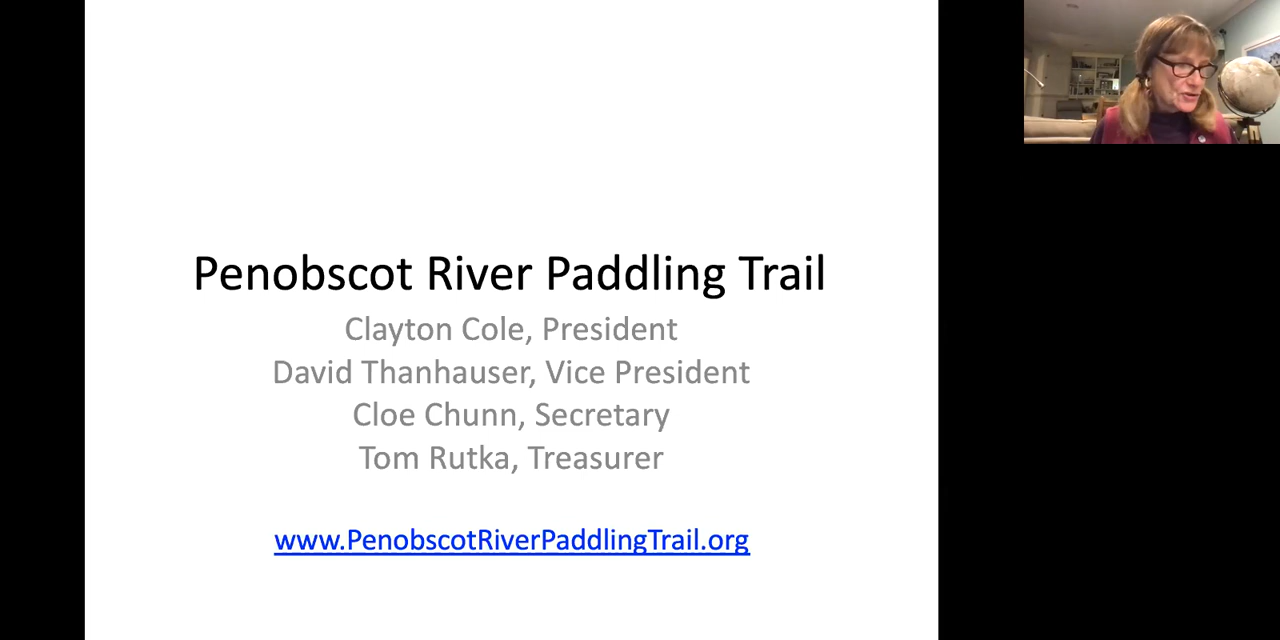 Penobscot River Paddling Trail
Clayton Cole, President
David Thanhauser, Vice President
Cloe Chunn, Secretary
Tom Rutka, Treasurer
www.PenobscotRiverPaddlingTrail.org